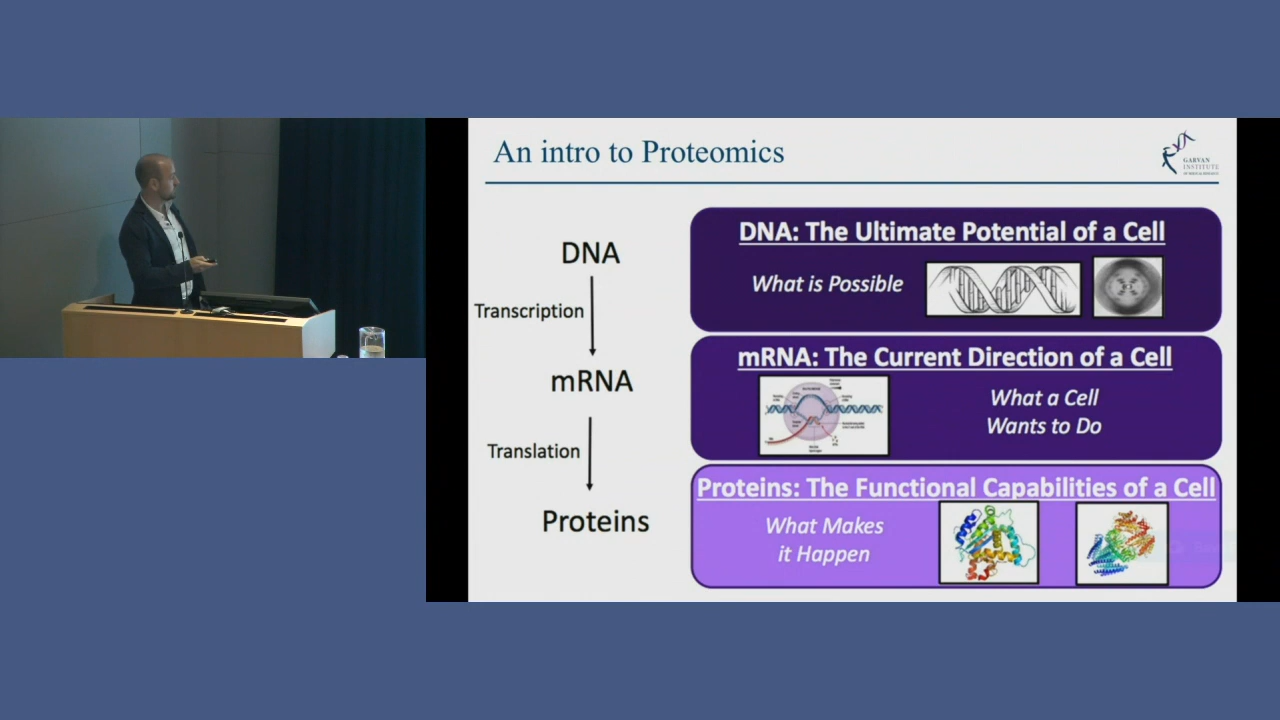 An intro to Proteomics
GARVAN
INSTITUTE
DNA
Transcription
mRNA
Translation
Proteins
DNA: The Ultimate Potential of a Cell
What is Possible
mRNA: The Current Direction of a Cell
What a Cell
Wants to Do
Proteins: The Functional Capabilities of a Cell
What Makes
it Happen